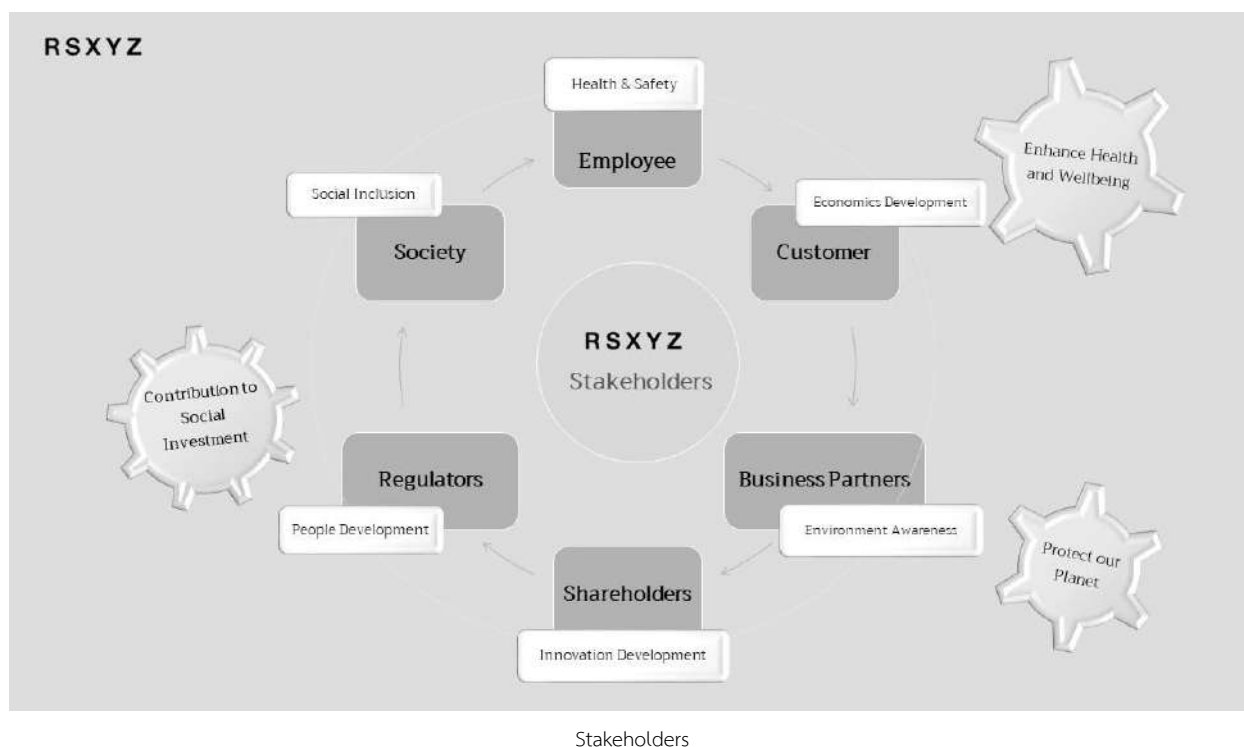 RSXYZ
Health & Safety
Employee
Social Inclusion
Society
Economics Development
Customer
Enhance Health
and Wellbeing
RSXYZ
Stakeholders
Contribution to
Social
Investment
Regulators
People Development
Business Partners
Environment Awareness
Shareholders
Innovation Development
Protect our
Planet
Stakeholders